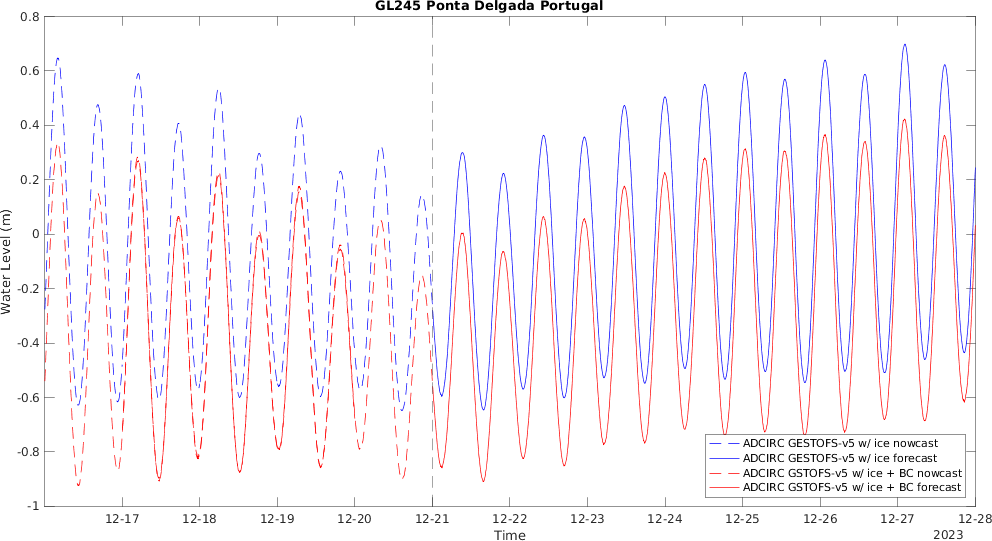 GL245 Ponta Delgada Portugal
0.8
0.6
0.4
0.2
0
-0.2
-0.4
-0.6
-0.8
-1
Water Level (m)
12-17 12-18 12-19 12-20 12-21 12-22 12-23 12-24 12-25 12-26 12-27 12-28
Time
2023
ADCIRC GESTOFS-v5 w/ ice nowcast
ADCIRC GESTOFS-v5 w/ ice forecast
ADCIRC GSTOFS-v5 w/ ice + BC nowcast
ADCIRC GSTOFS-v5 w/ ice + BC forecast